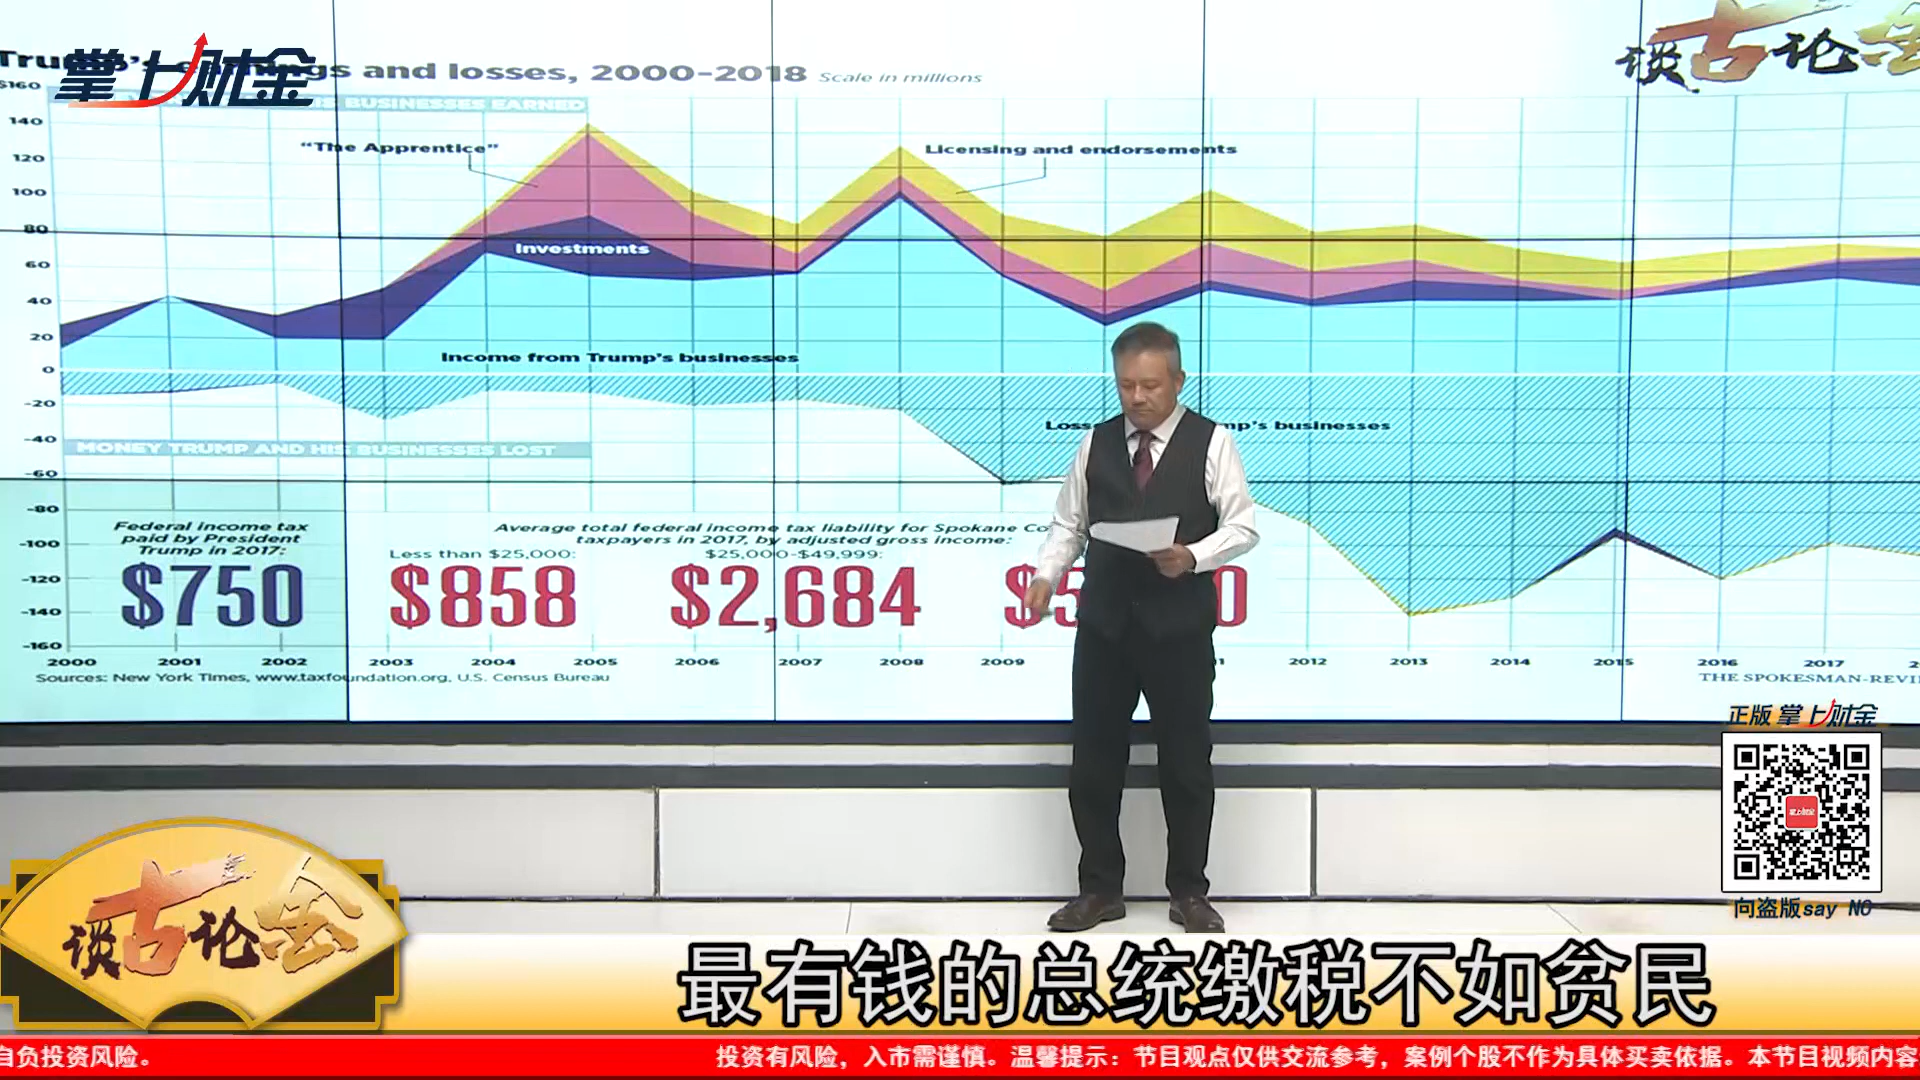 掌上财金
谈古论金
and losses, 2000-2018 Scale in millions
$160
BUSINESSES EARNED
140
120
100
80
60
40
20
0
-20
-40
-60
-80
-100
-120
-140
-160
"The Apprentice"
Licensing and endorsements
Investments
Income from Trump's businesses
businesses
MONEY TRUMP AND HIS BUSINESSES LOST
Federal income tax
paid by President
Trump in 2017:
$750
Average total federal income tax liability for Spokane
taxpayers in 2017, by adjusted gross income:
Less than $25,000:
$858
$25,000-$49,999:
$2,684
2000 2001 2002 2003 2004 2005 2006 2007 2008 2009 2012 2013 2014 2015 2016 2017
Sources: New York Times, www.taxfoundation.org, U.S. Census Bureau
THE SPOKESMAN-REVI
正版 掌上财金
向盗版say NO
谈古论金
最有钱的总统缴税不如贫民
自负投资风险。 投资有风险，入市需谨慎。温馨提示：节目观点仅供交流参考，案例个股不作为具体买卖依据。本节目视频内容